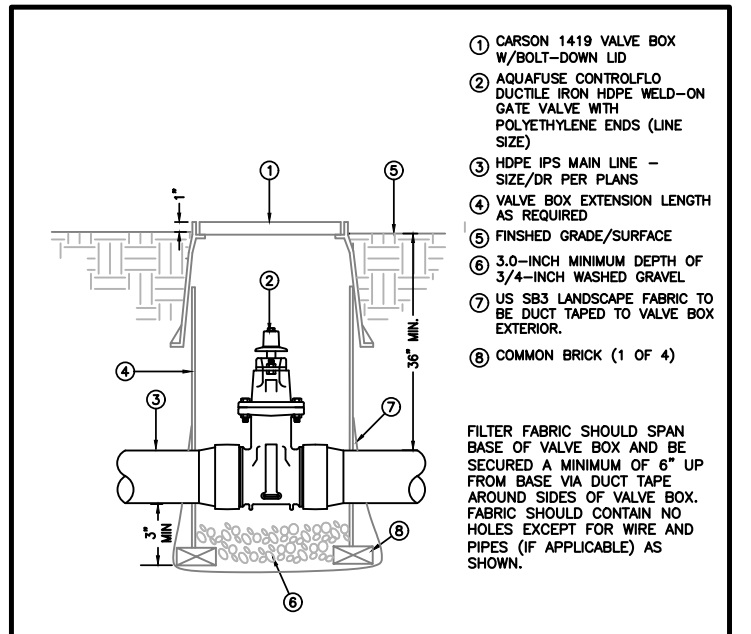 ① CARSON 1419 VALVE BOX
W/BOLT-DOWN LID
② AQUAFUSE CONTROLFLO
DUCTILE IRON HDPE WELD-ON
GATE VALVE WITH
POLYETHYLENE ENDS (LINE
SIZE)
③ HDPE IPS MAIN LINE -
SIZE/DR PER PLANS
④ VALVE BOX EXTENSION LENGTH
AS REQUIRED
⑤ FINSHED GRADE/SURFACE
⑥ 3.0-INCH MINIMUM DEPTH OF
3/4-INCH WASHED GRAVEL
⑦ US SB3 LANDSCAPE FABRIC TO
BE DUCT TAPED TO VALVE BOX
EXTERIOR.
⑧ COMMON BRICK (1 OF 4)
FILTER FABRIC SHOULD SPAN
BASE OF VALVE BOX AND BE
SECURED A MINIMUM OF 6" UP
FROM BASE VIA DUCT TAPE
AROUND SIDES OF VALVE BOX.
FABRIC SHOULD CONTAIN NO
HOLES EXCEPT FOR WIRE AND
PIPES (IF APPLICABLE) AS
SHOWN.
①
⑤
1"
②
36" MIN.
④
③
⑦
3"
MIN
⑧
⑥